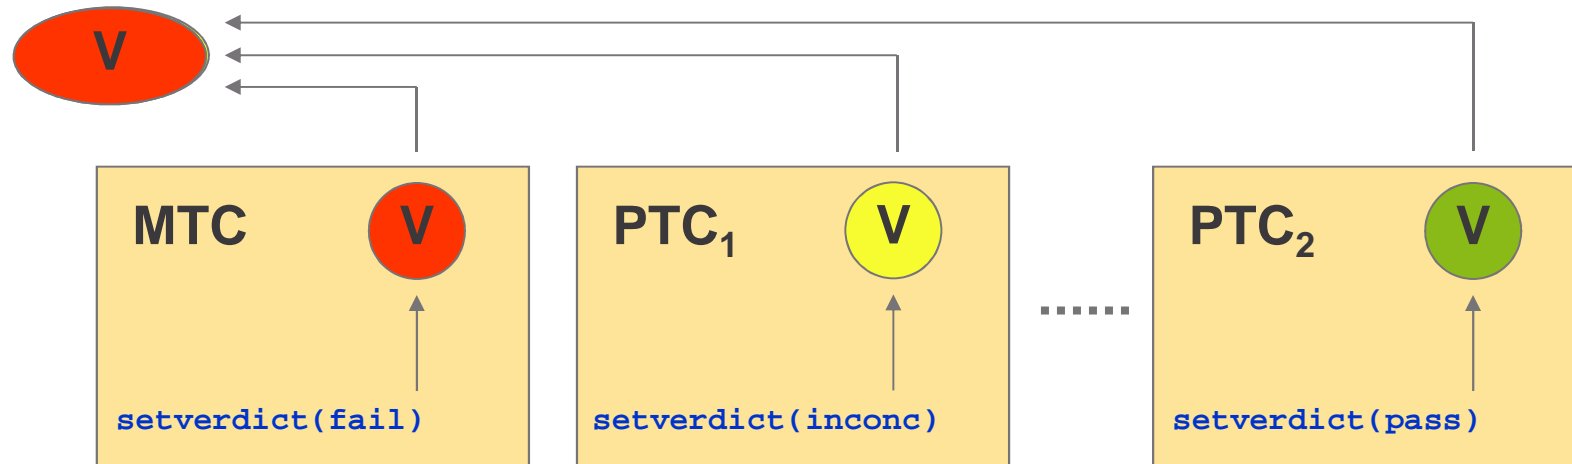 V
MTC V PTC₁ V PTC₂ V
setverdict(fail) setverdict(inconc) setverdict(pass)